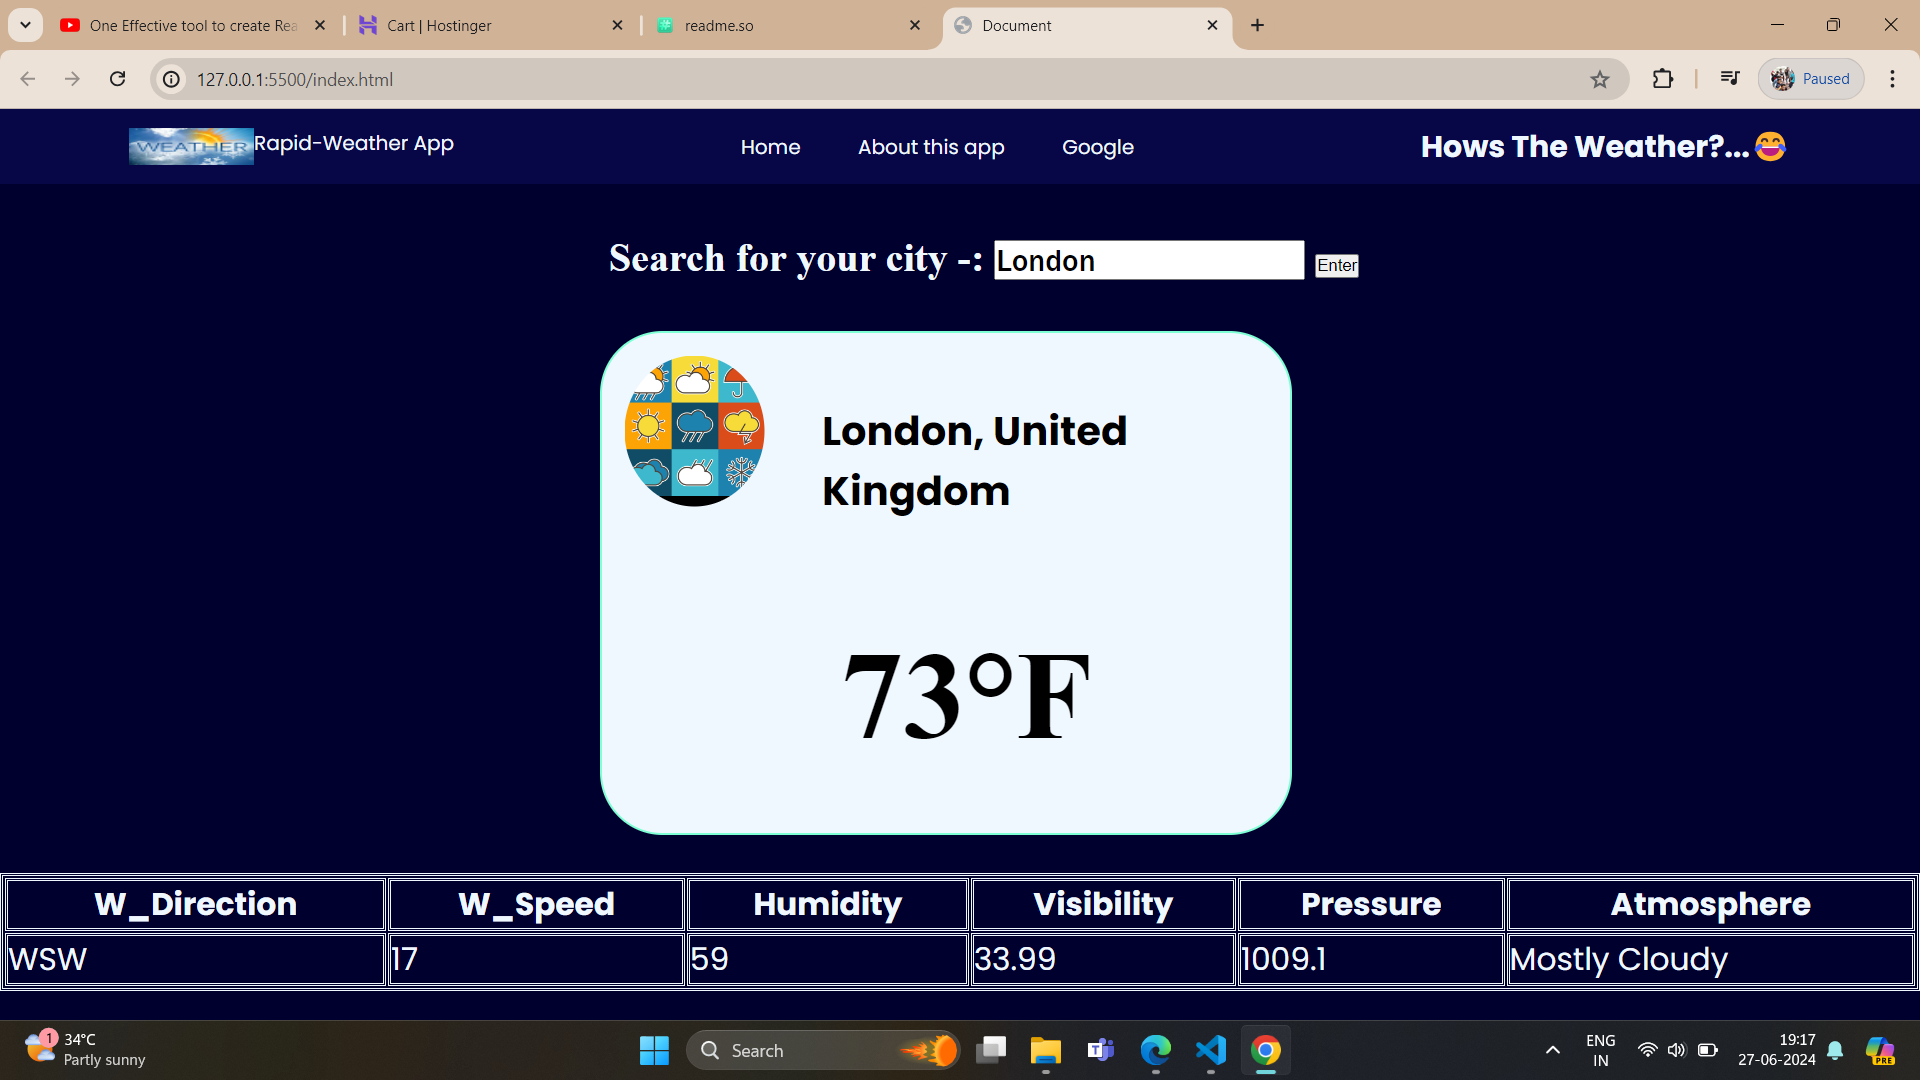 One Effective tool to create Rea
Cart | Hostinger
readme.so
Document
127.0.0.1:5500/index.html
Paused
WEATHER
Rapid-Weather App
Home
About this app
Google
Hows The Weather?...😂
Search for your city -: London Enter
London, United
Kingdom
73°F
W_Direction W_Speed Humidity Visibility Pressure Atmosphere
WSW 17 59 33.99 1009.1 Mostly Cloudy
1
34°C
Partly sunny
Search
ENG
IN
19:17
27-06-2024
PRE